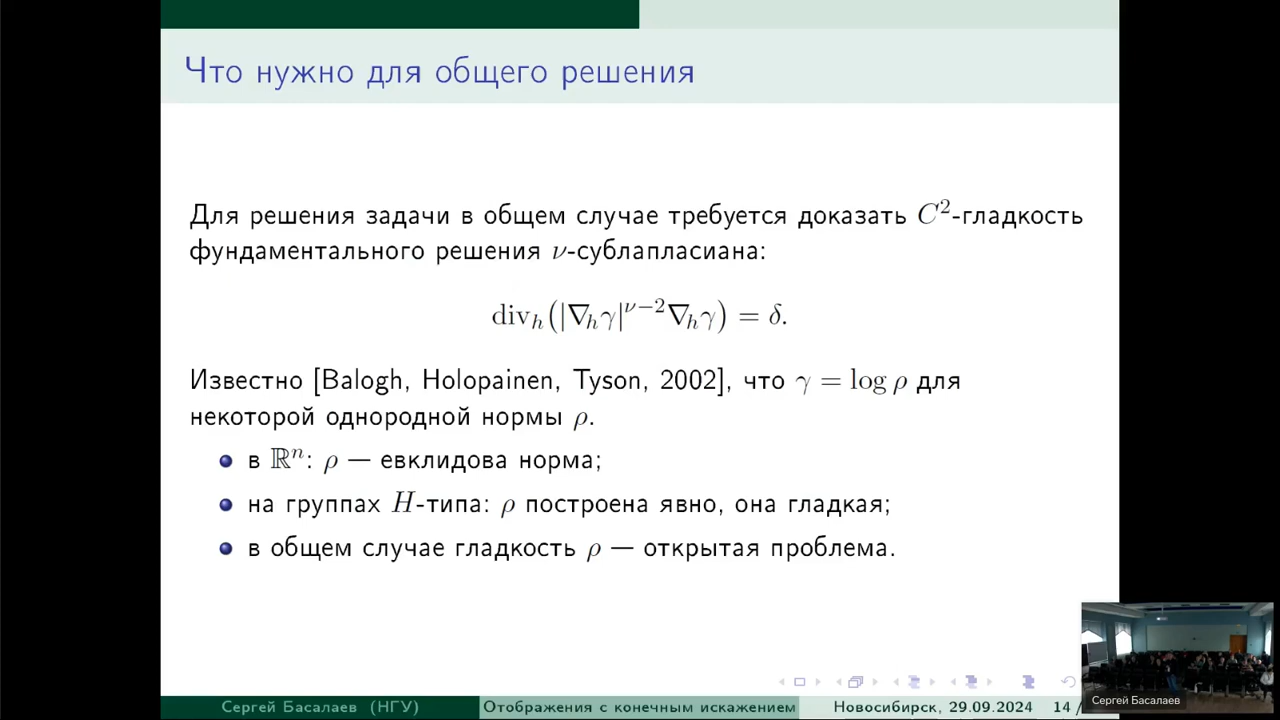 Что нужно для общего решения
Для решения задачи в общем случае требуется доказать C²-гладкость
фундаментального решения ν-сублапласиана:
div_h(|∇_hγ|^{ν−2}∇_hγ) = δ.
Известно [Balogh, Holopainen, Tyson, 2002], что γ = log ρ для
некоторой однородной нормы ρ.
в ℝⁿ: ρ — евклидова норма;
на группах H-типа: ρ построена явно, она гладкая;
в общем случае гладкость ρ — открытая проблема.
Сергей Басалаев
Сергей Басалаев (НГУ) Отображения с конечным искажением Новосибирск, 29.09.2024 14 /